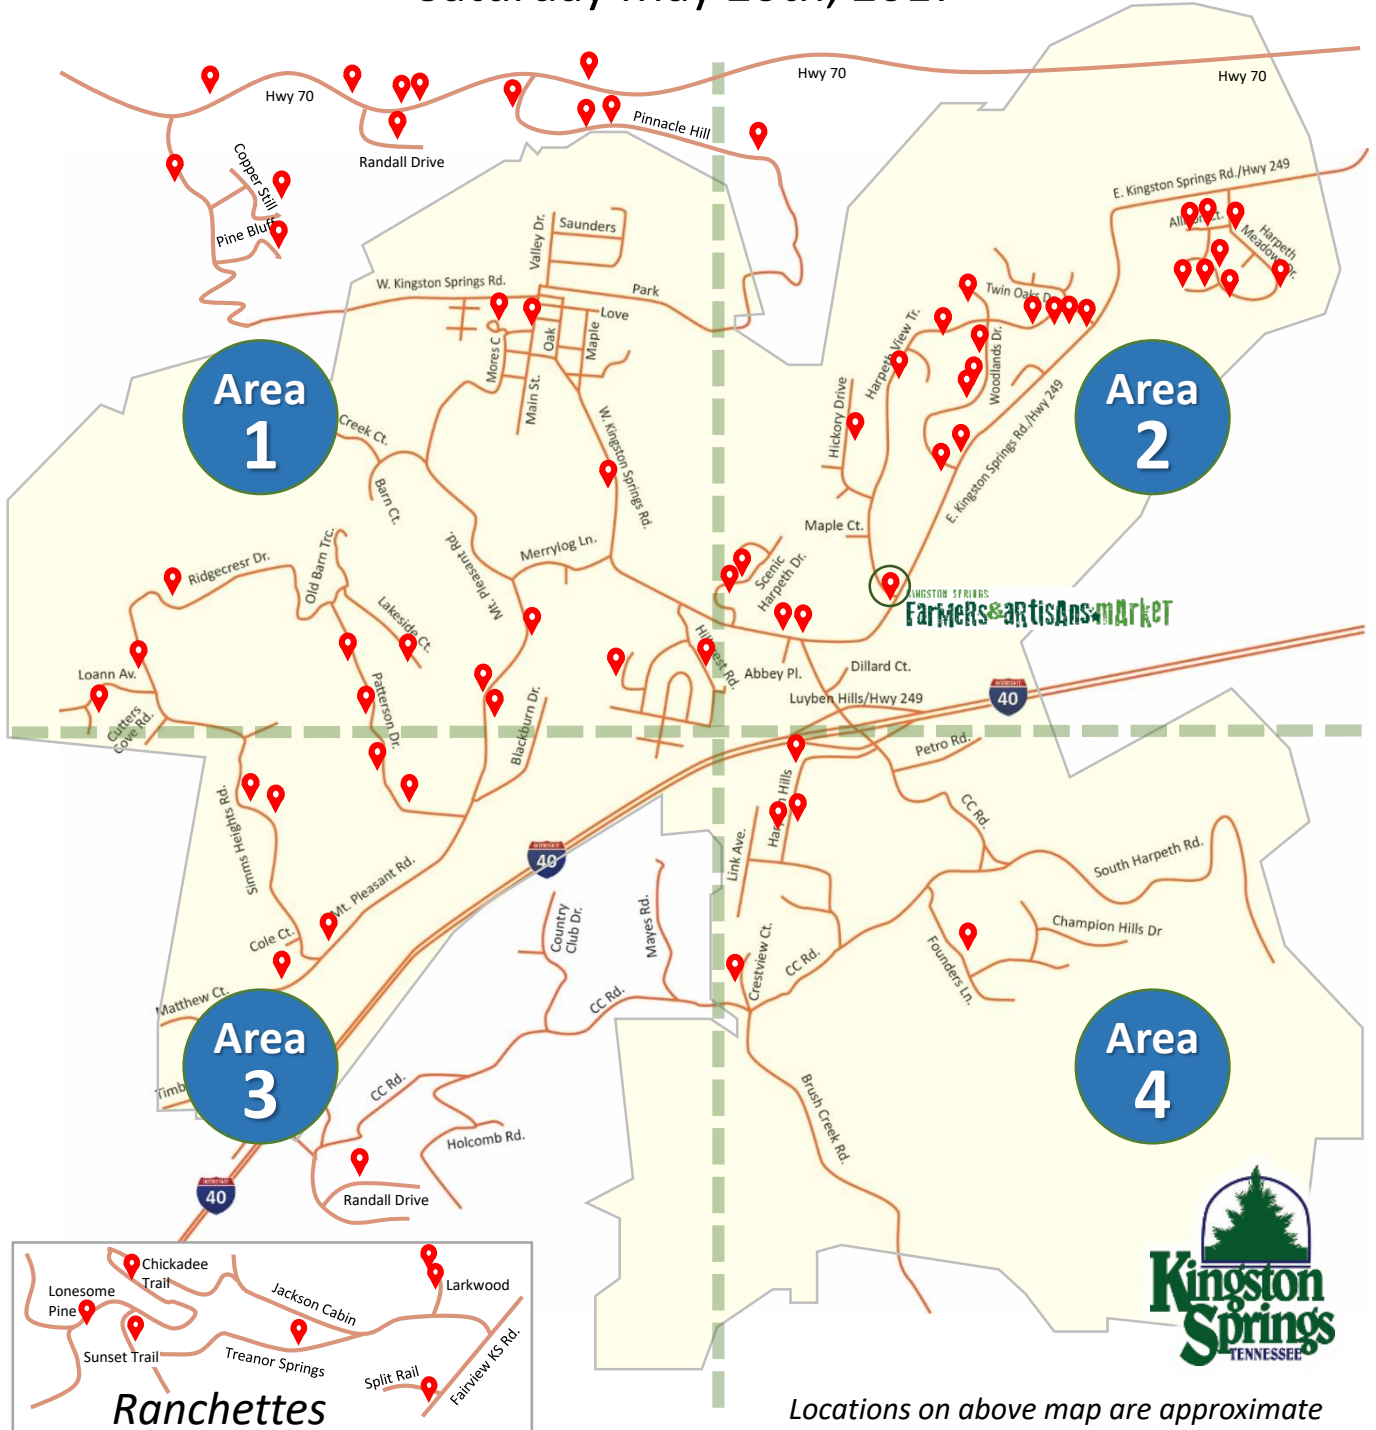 Hwy 70
Hwy 70
Hwy 70
Pinnacle Hill
Randall Drive
Copper Still
Pine Bluff
E. Kingston Springs Rd./Hwy 249
Harpeth
Meadow Dr.
Valley Dr.
Saunders
W. Kingston Springs Rd.
Park
Love
Oak
Maple
Mores C
Main St.
Twin Oaks D
Harpeth View Tr.
Woodlands Dr.
Hickory Drive
E. Kingston Springs Rd./Hwy 249
Area
1
Area
2
Creek Ct.
Barn Ct.
W. Kingston Springs Rd.
Maple Ct.
Mt. Pleasant Rd.
Merrylog Ln.
Scenic
Harpeth Dr.
Ridgecresr Dr.
Old Barn Trc.
Lakeside Ct.
KINGSTON SPRINGS
FaRMeRs&aRtisAns★mArkeT
Loann Av.
Cutters
Cove Rd.
Patterson Dr.
Blackburn Dr.
Abbey Pl.
Dillard Ct.
Luyben Hills/Hwy 249
INTERSTATE
40
Petro Rd.
CC Rd.
Simms Heights Rd.
Link Ave.
South Harpeth Rd.
INTERSTATE
40
Mt. Pleasant Rd.
Cole Ct.
Matthew Ct.
Country
Club Dr.
Mayes Rd.
Crestview Ct.
CC Rd.
Founders Ln.
Champion Hills Dr
CC Rd.
Area
3
Area
4
Timb
CC Rd.
Holcomb Rd.
Brush Creek Rd.
Randall Drive
INTERSTATE
40
Chickadee
Trail
Lonesome
Pine
Jackson Cabin
Larkwood
Sunset Trail
Treanor Springs
Split Rail
Fairview KS Rd.
Ranchettes
Kingston
Springs
TENNESSEE
Locations on above map are approximate